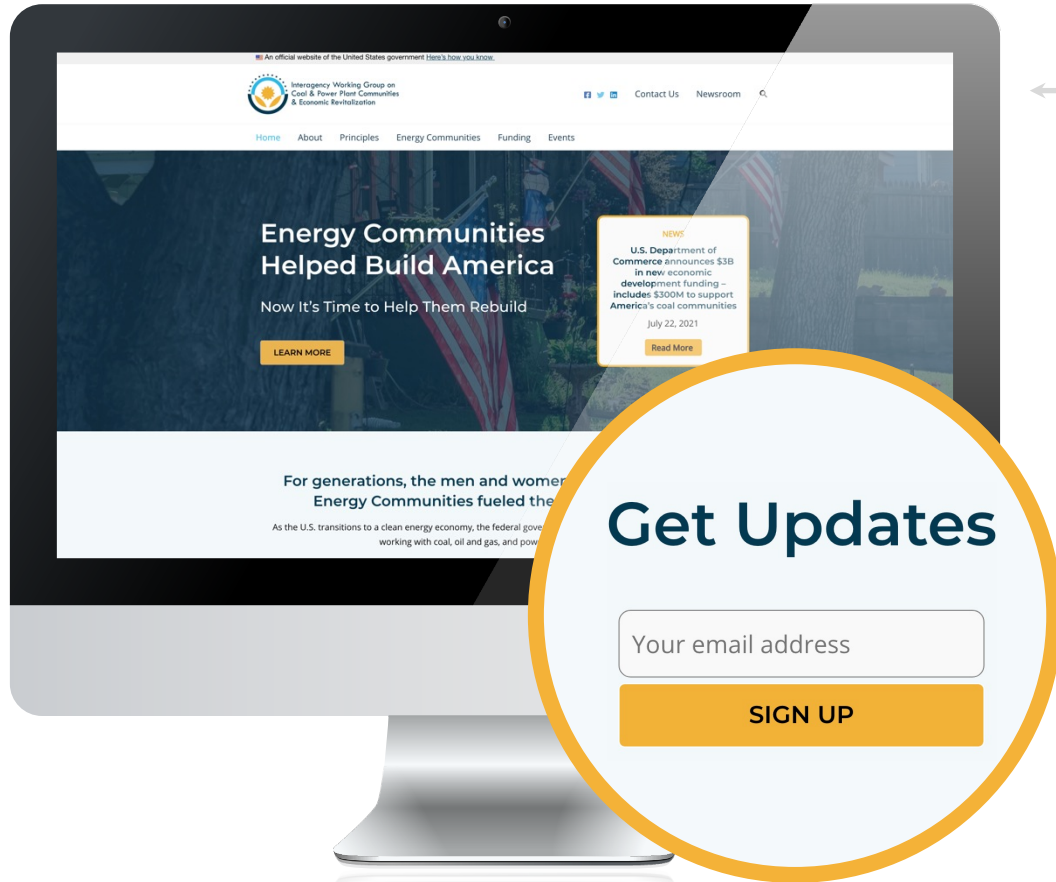 An official website of the United States government Here's how you know
Interagency Working Group on
Coal & Power Plant Communities
& Economic Revitalization
Contact Us Newsroom
Home About Principles Energy Communities Funding Events
Energy Communities
Helped Build America
Now It's Time to Help Them Rebuild
LEARN MORE
NEWS
U.S. Department of
Commerce announces $3B
in new economic
development funding –
includes $300M to support
America's coal communities
July 22, 2021
Read More
For generations, the men and women
Energy Communities fueled the
As the U.S. transitions to a clean energy economy, the federal gove
working with coal, oil and gas, and pow
Get Updates
Your email address
SIGN UP